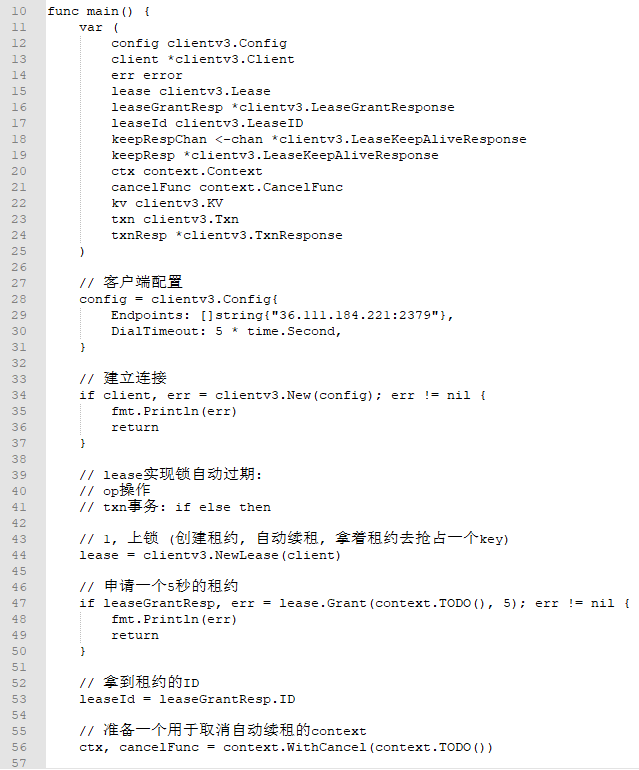 10 func main() {
11     var (
12         config clientv3.Config
13         client *clientv3.Client
14         err error
15         lease clientv3.Lease
16         leaseGrantResp *clientv3.LeaseGrantResponse
17         leaseId clientv3.LeaseID
18         keepRespChan <-chan *clientv3.LeaseKeepAliveResponse
19         keepResp *clientv3.LeaseKeepAliveResponse
20         ctx context.Context
21         cancelFunc context.CancelFunc
22         kv clientv3.KV
23         txn clientv3.Txn
24         txnResp *clientv3.TxnResponse
25     )
26
27     // 客户端配置
28     config = clientv3.Config{
29         Endpoints: []string{"36.111.184.221:2379"},
30         DialTimeout: 5 * time.Second,
31     }
32
33     // 建立连接
34     if client, err = clientv3.New(config); err != nil {
35         fmt.Println(err)
36         return
37     }
38
39     // lease实现锁自动过期:
40     // op操作
41     // txn事务: if else then
42
43     // 1, 上锁 (创建租约, 自动续租, 拿着租约去抢占一个key)
44     lease = clientv3.NewLease(client)
45
46     // 申请一个5秒的租约
47     if leaseGrantResp, err = lease.Grant(context.TODO(), 5); err != nil {
48         fmt.Println(err)
49         return
50     }
51
52     // 拿到租约的ID
53     leaseId = leaseGrantResp.ID
54
55     // 准备一个用于取消自动续租的context
56     ctx, cancelFunc = context.WithCancel(context.TODO())
57